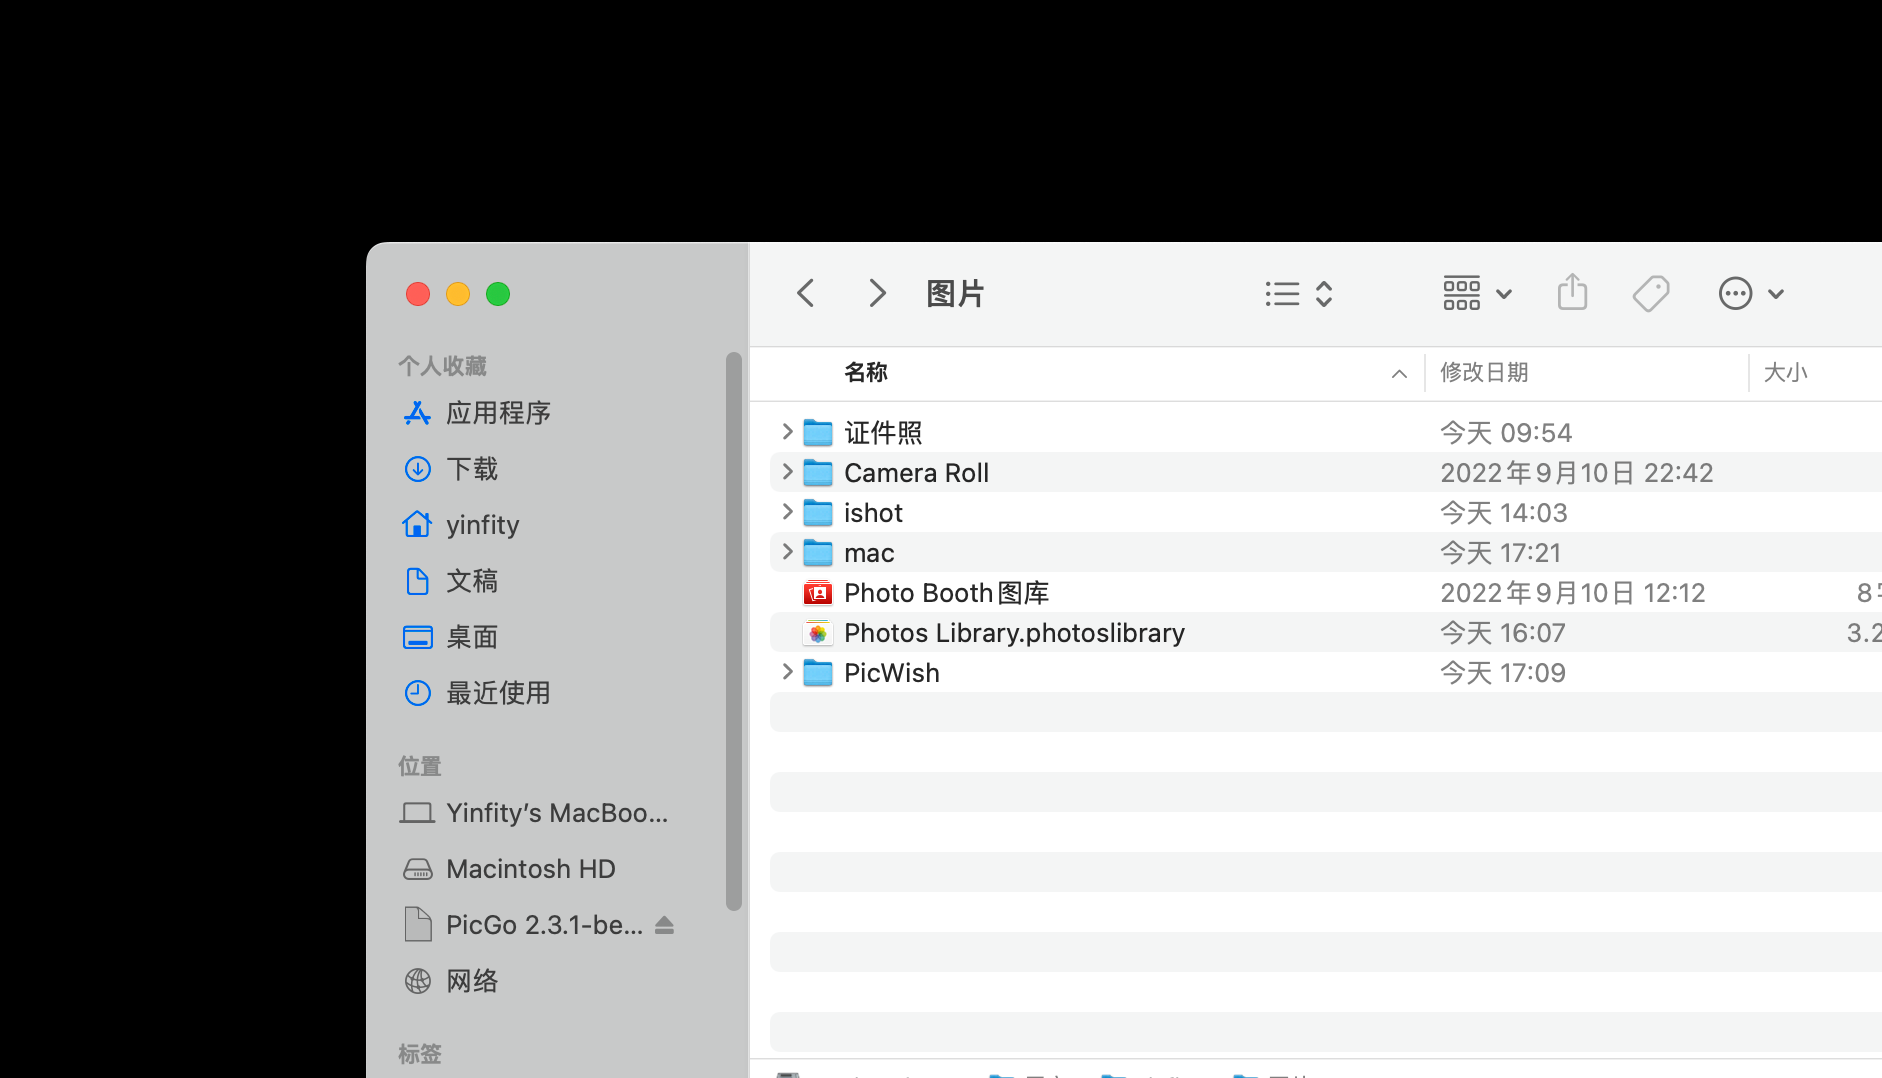 图片
个人收藏
应用程序
下载
yinfity
文稿
桌面
最近使用
位置
Yinfity’s MacBoo...
Macintosh HD
PicGo 2.3.1-be...
网络
标签
名称 修改日期 大小
证件照 今天 09:54
Camera Roll 2022年9月10日 22:42
ishot 今天 14:03
mac 今天 17:21
Photo Booth图库 2022年9月10日 12:12 8
Photos Library.photoslibrary 今天 16:07 3.2
PicWish 今天 17:09